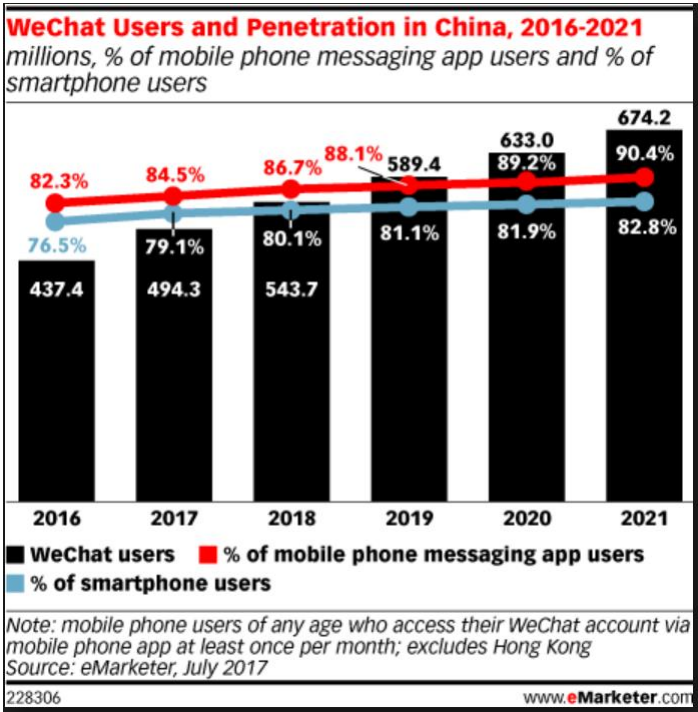 WeChat Users and Penetration in China, 2016-2021
millions, % of mobile phone messaging app users and % of
smartphone users
674.2
633.0
589.4
88.1%
89.2%
90.4%
86.7%
84.5%
82.3%
76.5%
79.1%
80.1%
81.1%
81.9%
82.8%
437.4
494.3
543.7
2016
2017
2018
2019
2020
2021
WeChat users
% of mobile phone messaging app users
% of smartphone users
Note: mobile phone users of any age who access their WeChat account via
mobile phone app at least once per month; excludes Hong Kong
Source: eMarketer, July 2017
228306
www.eMarketer.com